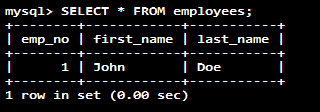 mysql> SELECT * FROM employees;
+--------+------------+-----------+
| emp_no | first_name | last_name |
+--------+------------+-----------+
|      1 | John       | Doe       |
+--------+------------+-----------+
1 row in set (0.00 sec)